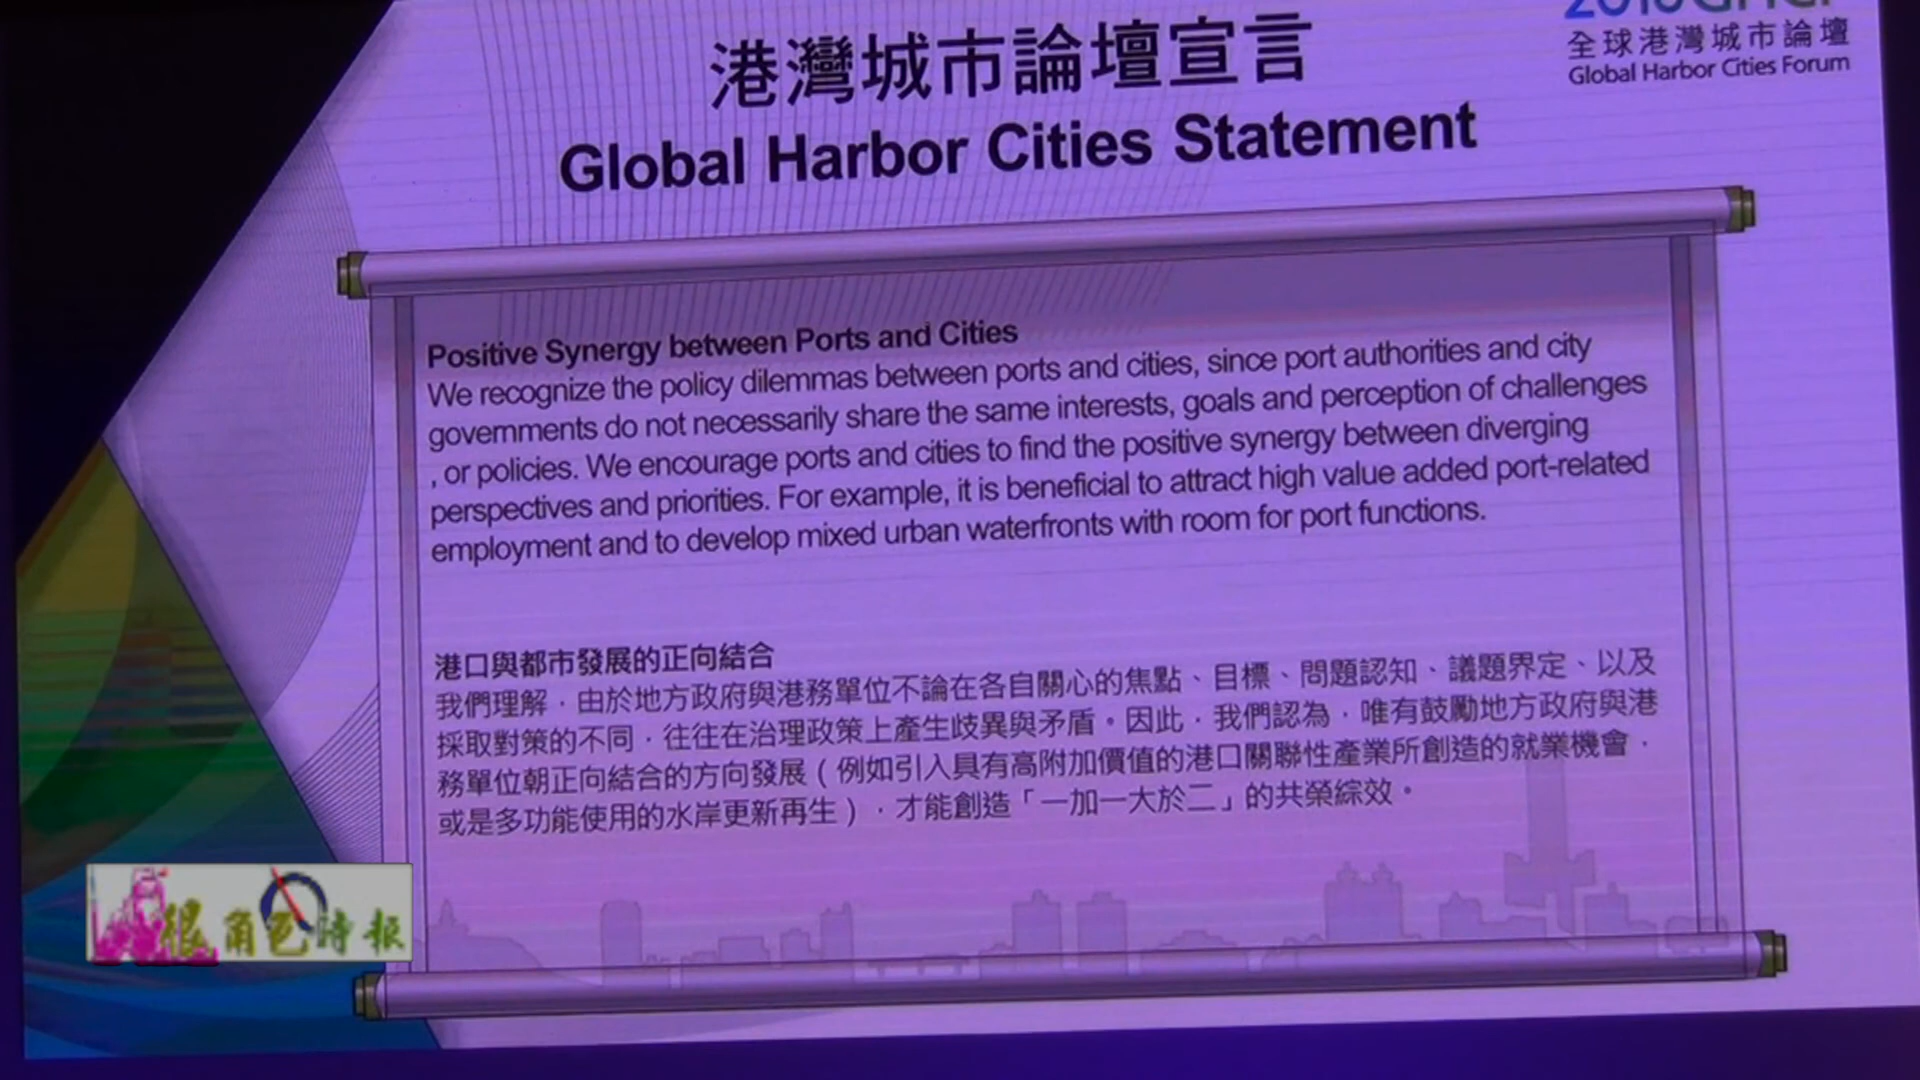 港灣城市論壇宣言
Global Harbor Cities Statement
全球港灣城市論壇
Global Harbor Cities Forum
Positive Synergy between Ports and Cities
We recognize the policy dilemmas between ports and cities, since port authorities and city
governments do not necessarily share the same interests, goals and perception of challenges
, or policies. We encourage ports and cities to find the positive synergy between diverging
perspectives and priorities. For example, it is beneficial to attract high value added port-related
employment and to develop mixed urban waterfronts with room for port functions.
港口與都市發展的正向結合
我們理解，由於地方政府與港務單位不論在各自關心的焦點、目標、問題認知、議題界定、以及
採取對策的不同，往往在治理政策上產生歧異與矛盾。因此，我們認為，唯有鼓勵地方政府與港
務單位朝正向結合的方向發展（例如引入具有高附加價值的港口關聯性產業所創造的就業機會，
或是多功能使用的水岸更新再生），才能創造「一加一大於二」的共榮綜效。
角色時報